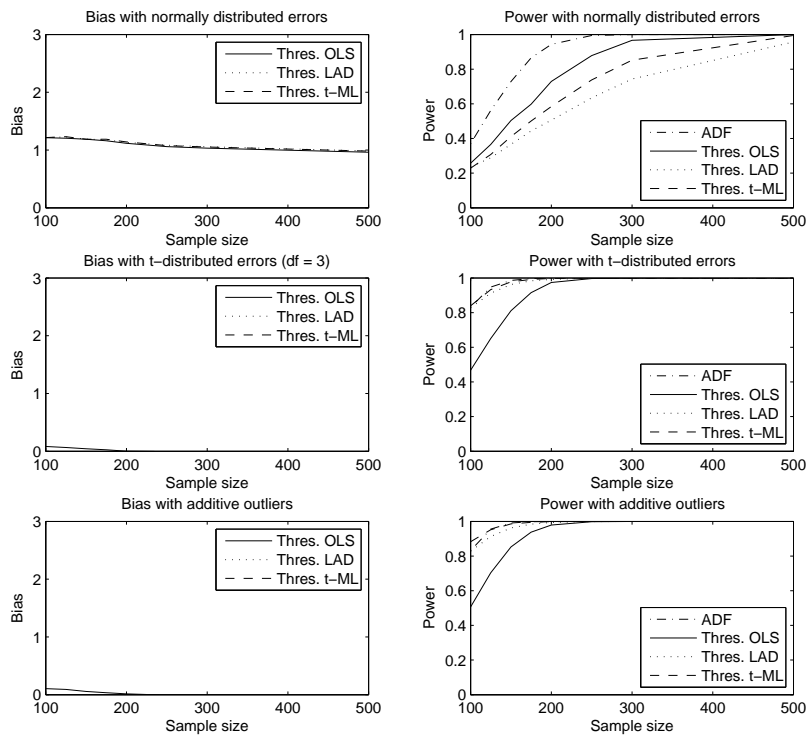 Bias with normally distributed errors
3
2
1
0
Bias
100
200
300
400
500
Sample size
Thres. OLS
Thres. LAD
Thres. t−ML
Power with normally distributed errors
1
0.8
0.6
0.4
0.2
0
Power
100
200
300
400
500
Sample size
ADF
Thres. OLS
Thres. LAD
Thres. t−ML
Bias with t−distributed errors (df = 3)
3
2
1
0
Bias
100
200
300
400
500
Sample size
Thres. OLS
Thres. LAD
Thres. t−ML
Power with t−distributed errors
1
0.8
0.6
0.4
0.2
0
Power
100
200
300
400
500
Sample size
ADF
Thres. OLS
Thres. LAD
Thres. t−ML
Bias with additive outliers
3
2
1
0
Bias
100
200
300
400
500
Sample size
Thres. OLS
Thres. LAD
Thres. t−ML
Power with additive outliers
1
0.8
0.6
0.4
0.2
0
Power
100
200
300
400
500
Sample size
ADF
Thres. OLS
Thres. LAD
Thres. t−ML